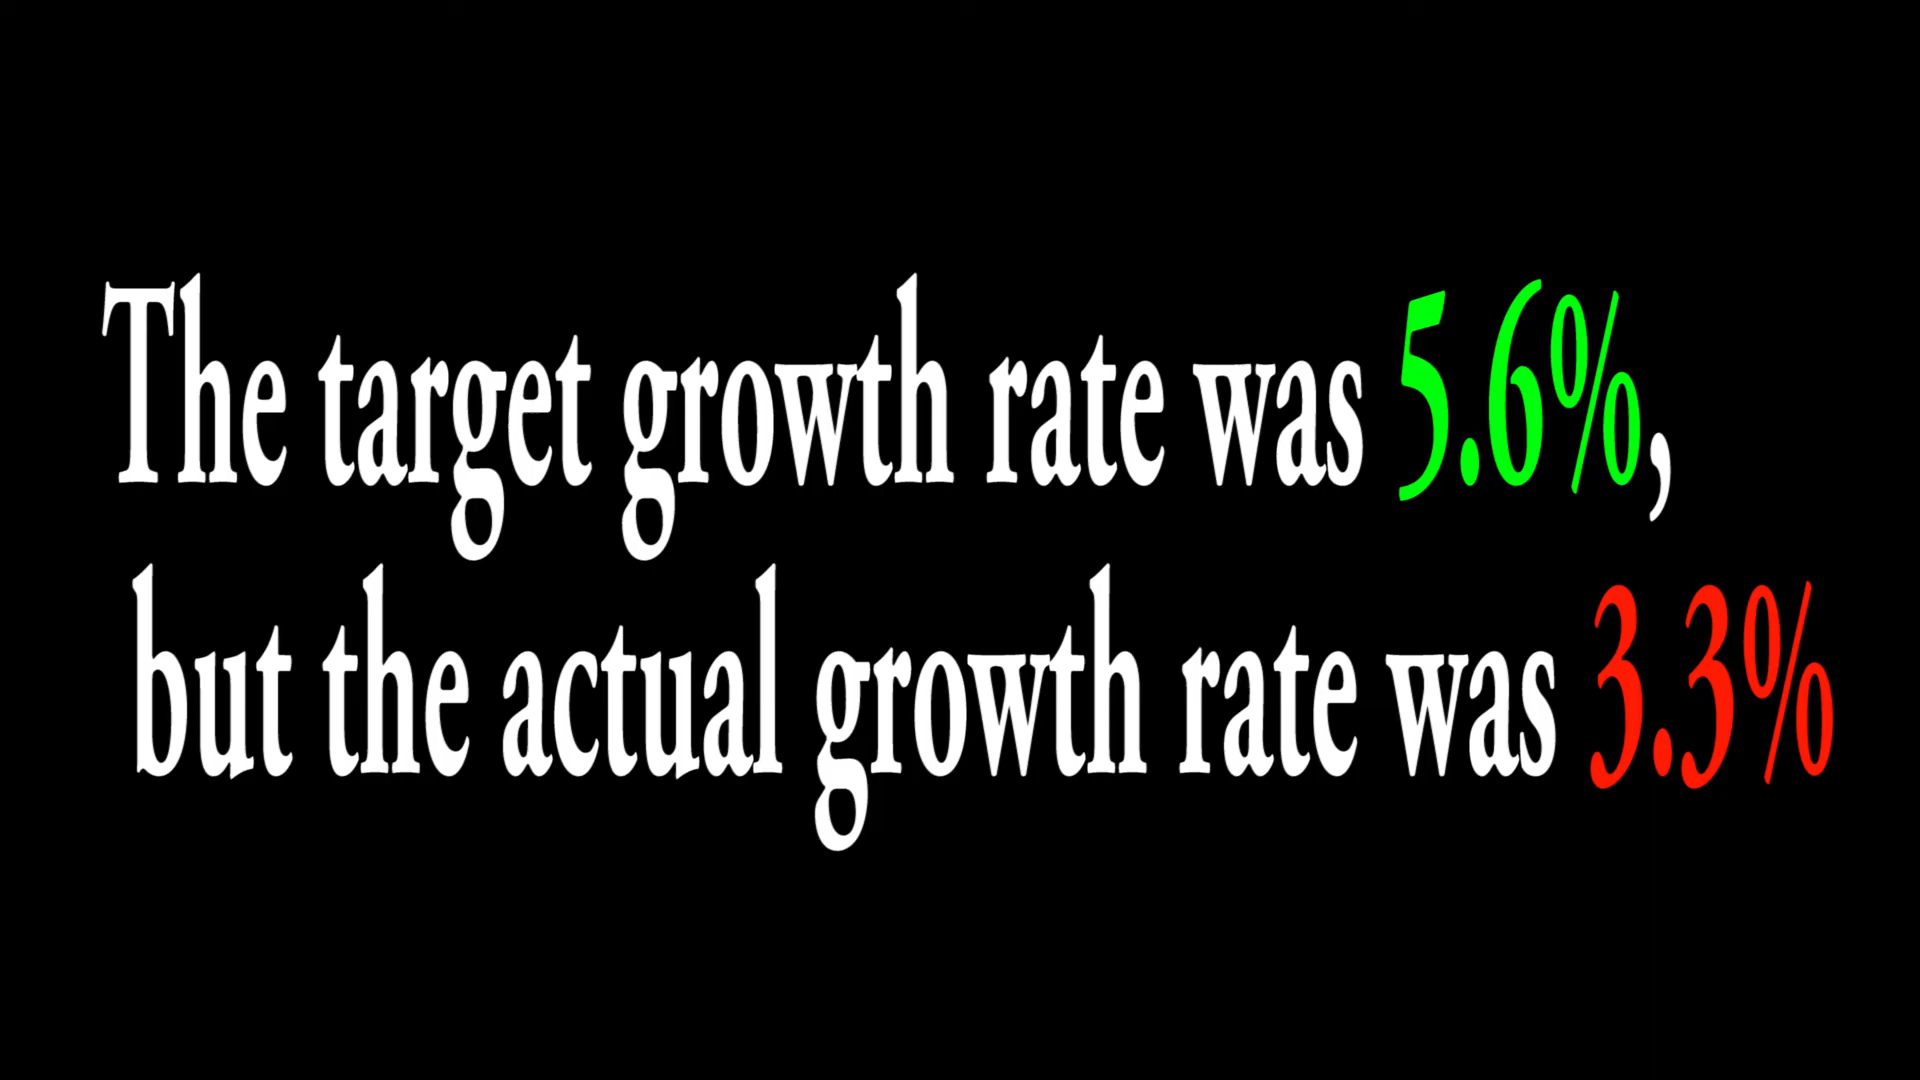 The target growth rate was 5.6%,
but the actual growth rate was 3.3%